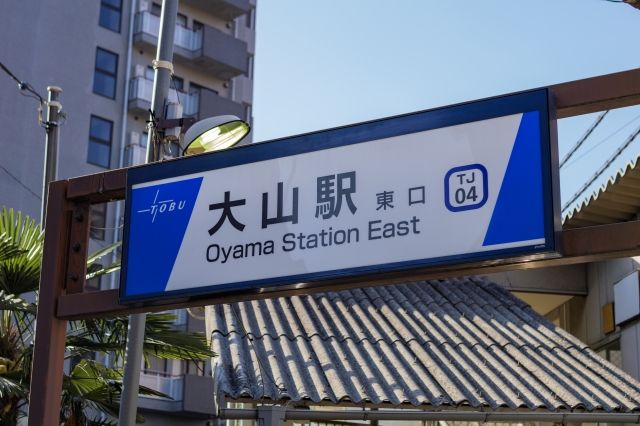 TOBU
大山駅 東口
Oyama Station East
TJ
04